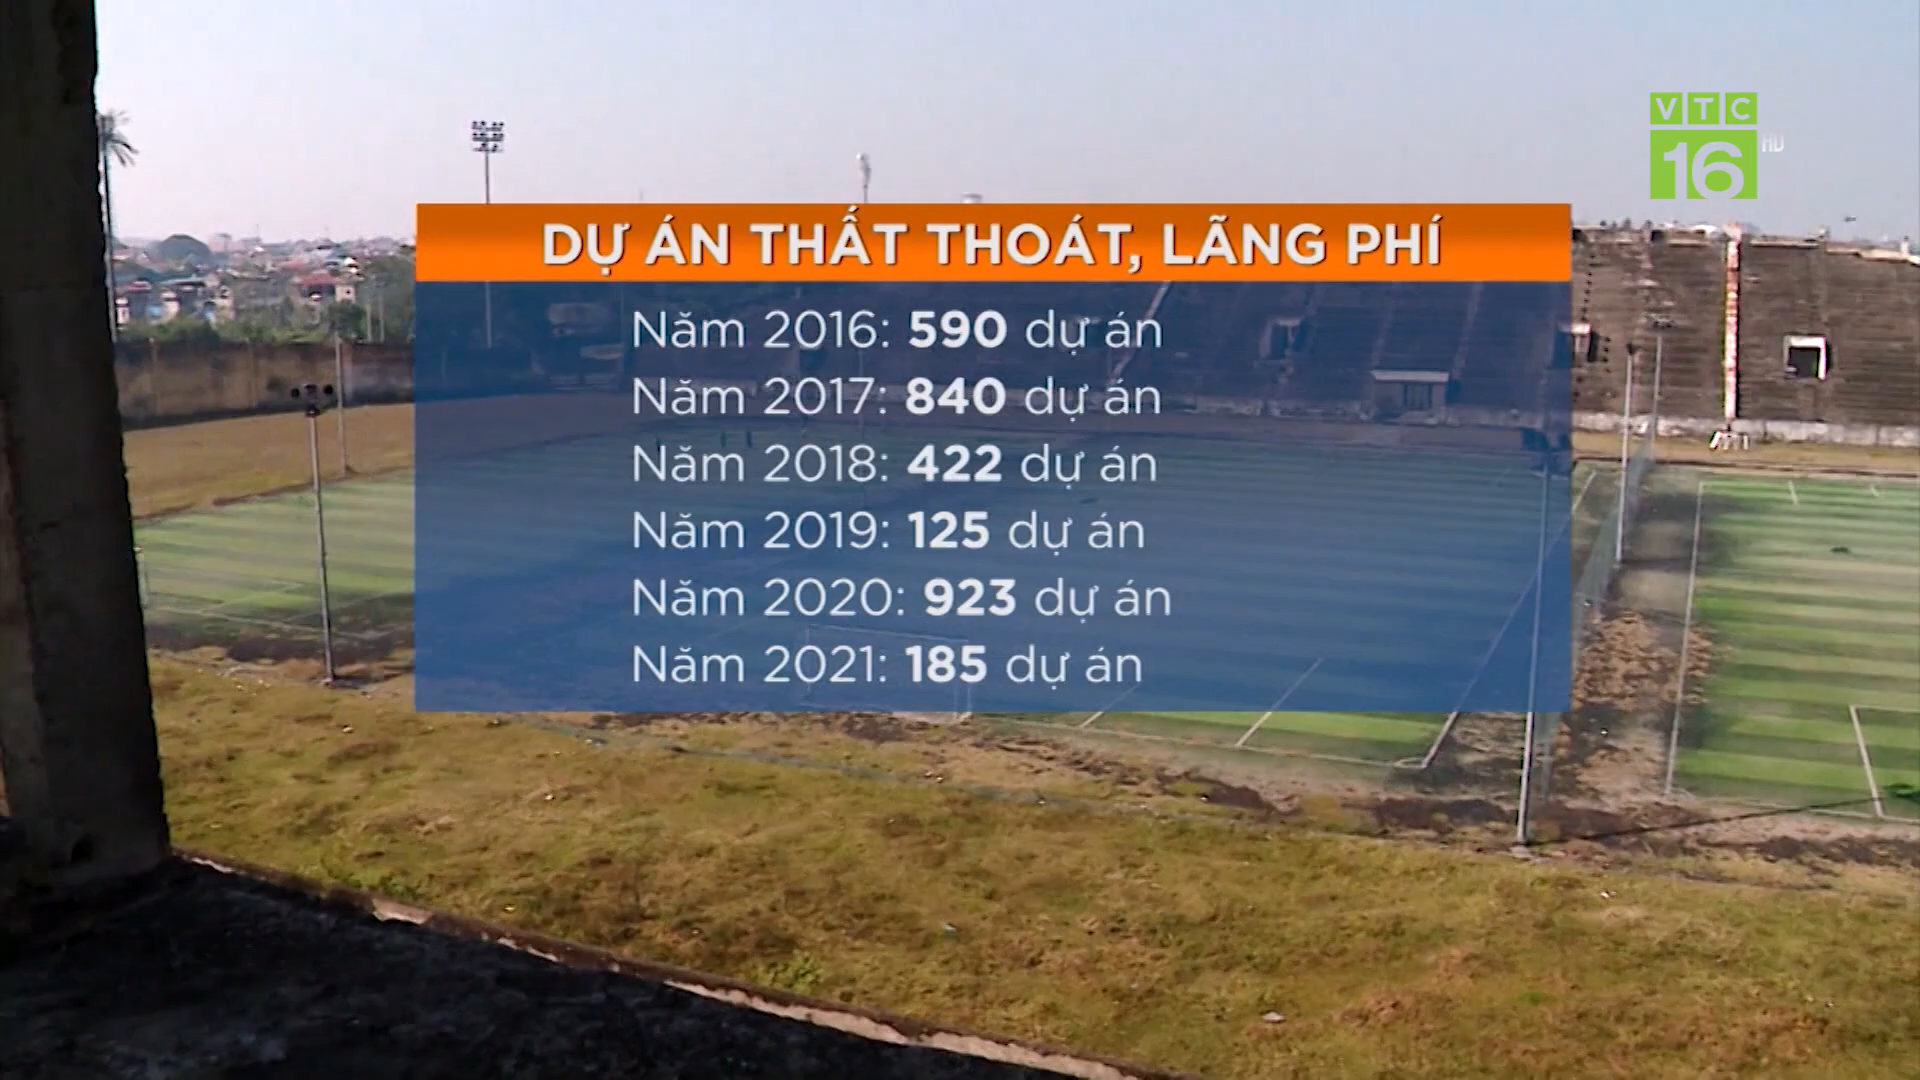 VTC
16 HD
DỰ ÁN THẤT THOÁT, LÃNG PHÍ
Năm 2016: 590 dự án
Năm 2017: 840 dự án
Năm 2018: 422 dự án
Năm 2019: 125 dự án
Năm 2020: 923 dự án
Năm 2021: 185 dự án